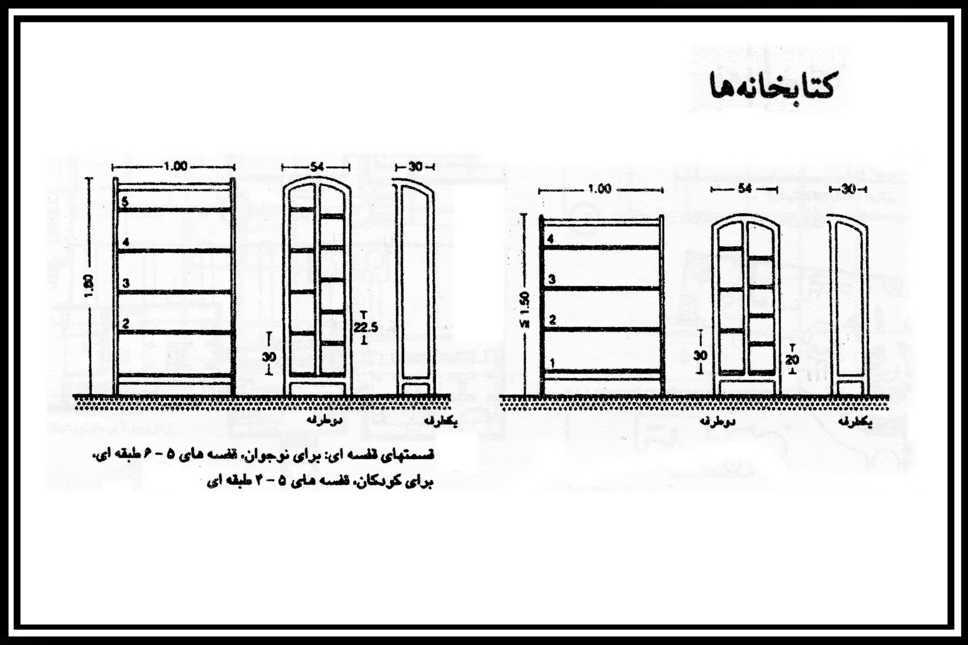 کتابخانه‌ها
1.00
54
30
1.80
5
4
3
2
30
22.5
دوطرفه
یکطرفه
1.00
54
30
≦ 1.50
4
3
2
1
30
20
دوطرفه
یکطرفه
قسمتهای قفسه ای: برای نوجوان، قفسه های ۵ - ۶ طبقه ای،
برای کودکان، قفسه های ۵ - ۴ طبقه ای